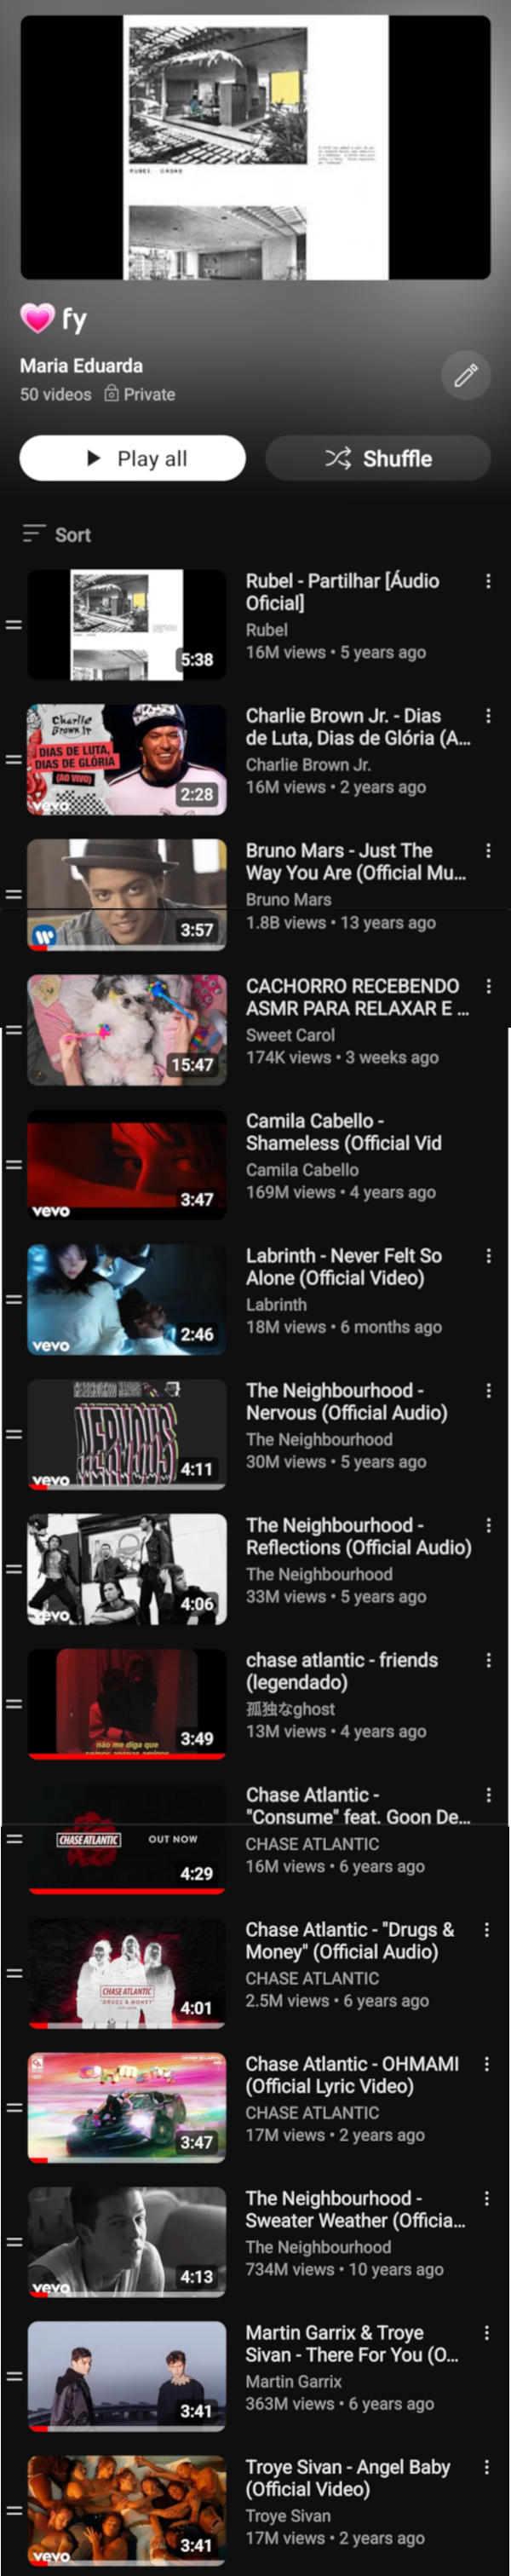 RUBEL CASAS
💗 fy
Maria Eduarda
50 videos Private
Play all
Shuffle
Sort
Rubel - Partilhar [Áudio
Oficial]
Rubel
16M views • 5 years ago
5:38
Charlie Brown Jr. - Dias
de Luta, Dias de Glória (A...
Charlie Brown Jr.
16M views • 2 years ago
Charlie
Brown Jr
DIAS DE LUTA,
DIAS DE GLÓRIA
(AO VIVO)
vevo
2:28
Bruno Mars - Just The
Way You Are (Official Mu...
Bruno Mars
1.8B views • 13 years ago
3:57
CACHORRO RECEBENDO
ASMR PARA RELAXAR E ...
Sweet Carol
174K views • 3 weeks ago
15:47
Camila Cabello -
Shameless (Official Vid
Camila Cabello
169M views • 4 years ago
vevo
3:47
Labrinth - Never Felt So
Alone (Official Video)
Labrinth
18M views • 6 months ago
vevo
2:46
The Neighbourhood -
Nervous (Official Audio)
The Neighbourhood
30M views • 5 years ago
NERVOUS
vevo
4:11
The Neighbourhood -
Reflections (Official Audio)
The Neighbourhood
33M views • 5 years ago
vevo
4:06
chase atlantic - friends
(legendado)
孤独なghost
13M views • 4 years ago
não me diga que
somos apenas amigos
3:49
Chase Atlantic -
"Consume" feat. Goon De...
CHASE ATLANTIC
16M views • 6 years ago
CHASE ATLANTIC OUT NOW
4:29
Chase Atlantic - "Drugs &
Money" (Official Audio)
CHASE ATLANTIC
2.5M views • 6 years ago
CHASE ATLANTIC
"DRUGS & MONEY"
4:01
Chase Atlantic - OHMAMI
(Official Lyric Video)
CHASE ATLANTIC
17M views • 2 years ago
3:47
The Neighbourhood -
Sweater Weather (Officia...
The Neighbourhood
734M views • 10 years ago
vevo
4:13
Martin Garrix & Troye
Sivan - There For You (O...
Martin Garrix
363M views • 6 years ago
3:41
Troye Sivan - Angel Baby
(Official Video)
Troye Sivan
17M views • 2 years ago
vevo
3:41